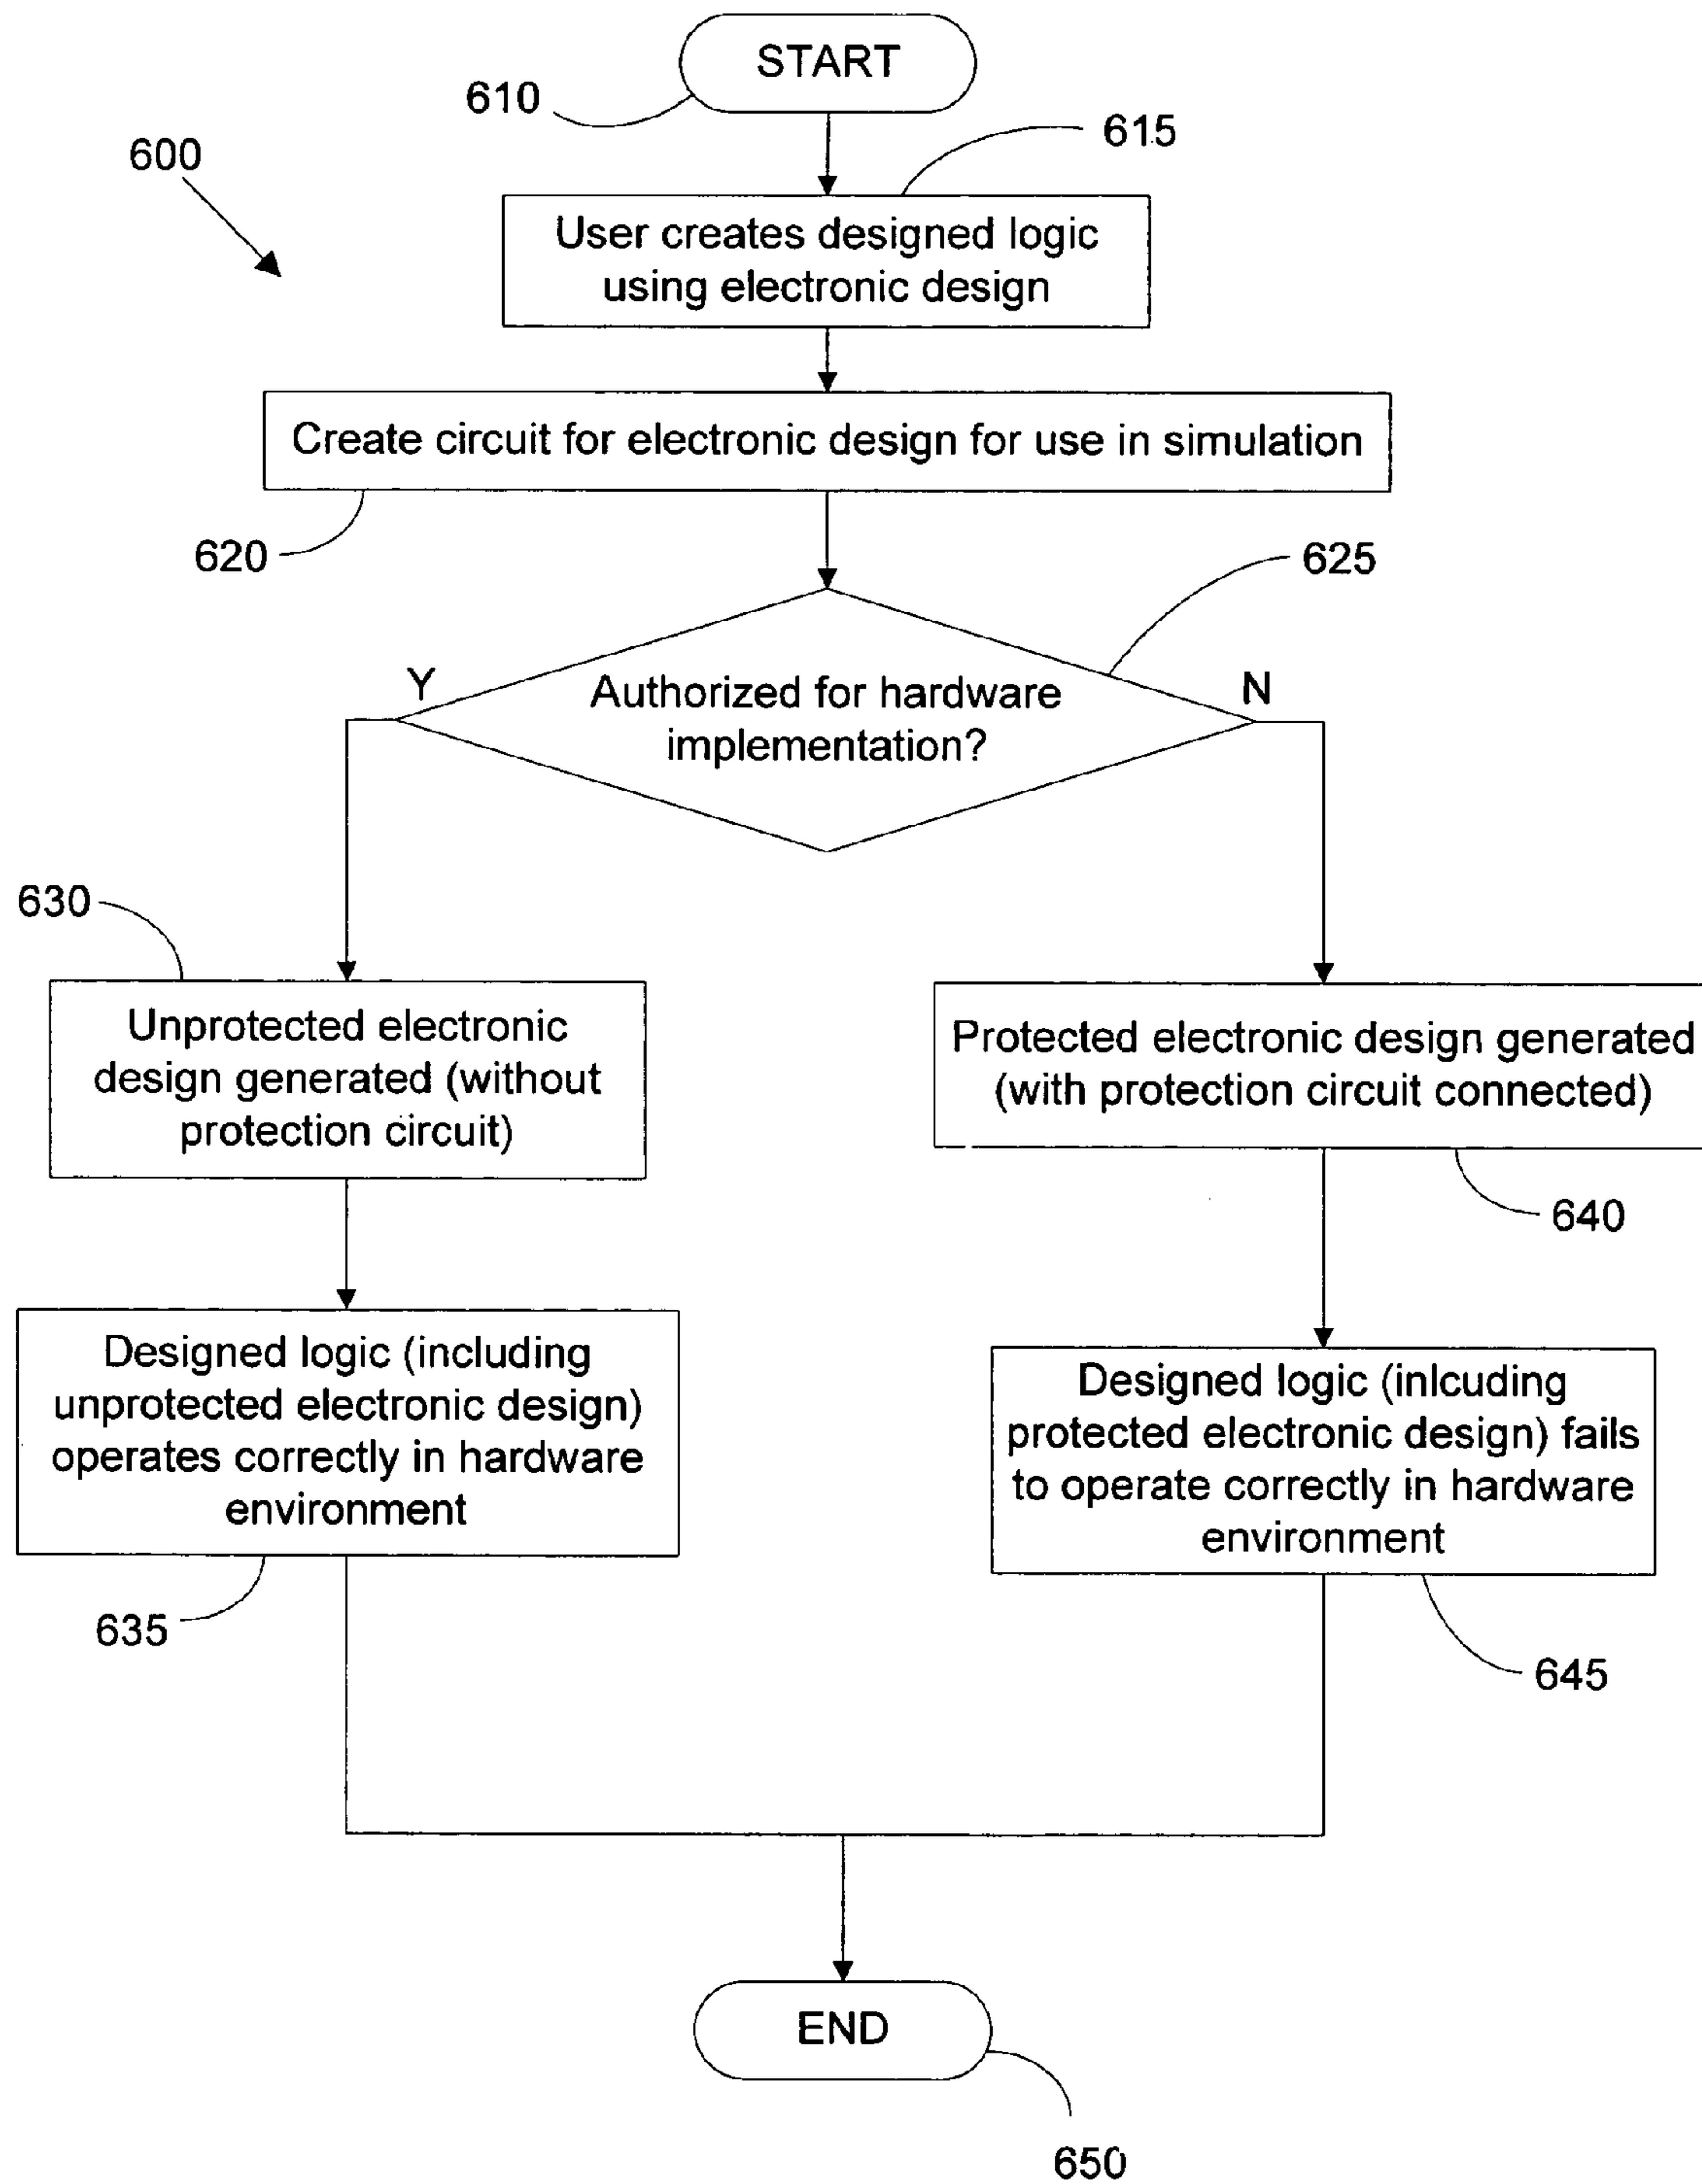 START
610
615
600
User creates designed logic
using electronic design
Create circuit for electronic design for use in simulation
620
625
Y
N
Authorized for hardware
implementation?
630
Unprotected electronic
design generated (without
protection circuit)
Protected electronic design generated
(with protection circuit connected)
640
Designed logic (including
unprotected electronic design)
operates correctly in hardware
environment
635
Designed logic (inlcuding
protected electronic design) fails
to operate correctly in hardware
environment
645
END
650